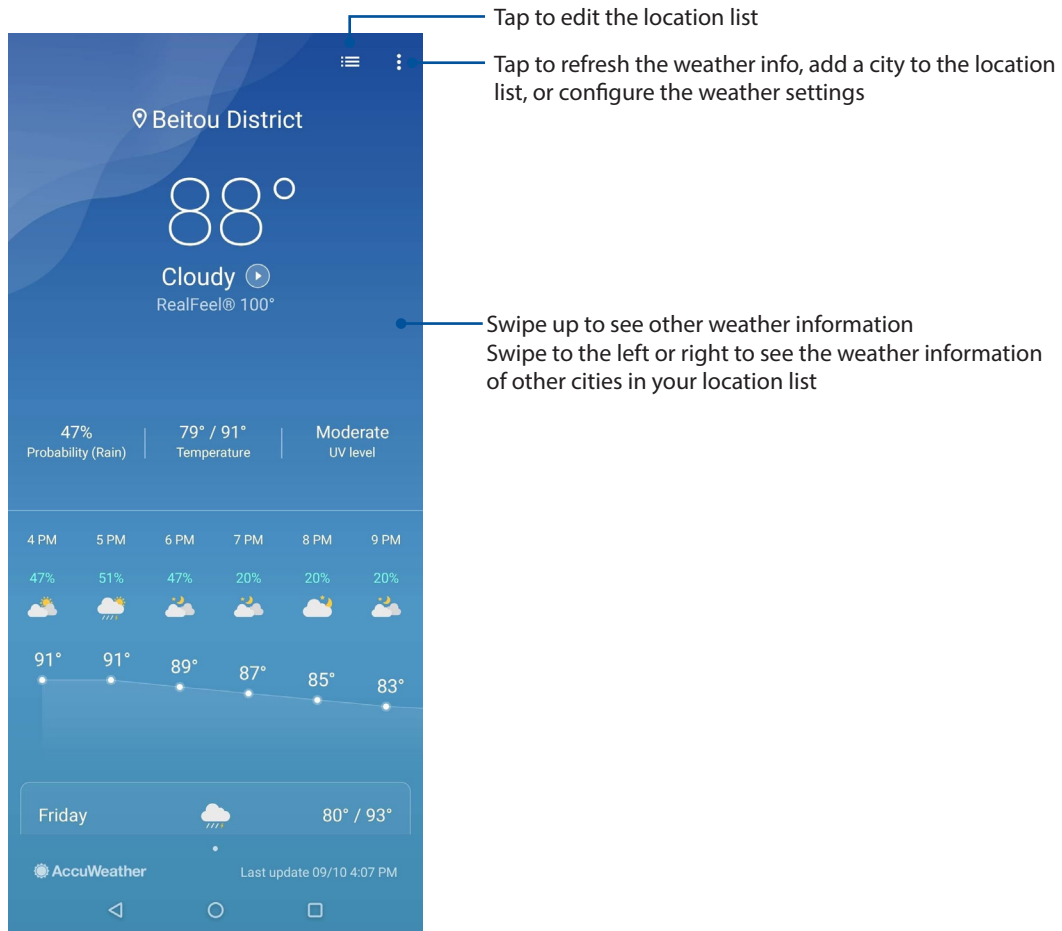 Tap to edit the location list
Tap to refresh the weather info, add a city to the location
list, or configure the weather settings
Beitou District
88°
Cloudy
RealFeel® 100°
Swipe up to see other weather information
Swipe to the left or right to see the weather information
of other cities in your location list
47% 79° / 91° Moderate
Probability (Rain) Temperature UV level
4 PM 5 PM 6 PM 7 PM 8 PM 9 PM
47% 51% 47% 20% 20% 20%
91° 91° 89° 87° 85° 83°
Friday 80° / 93°
AccuWeather Last update 09/10 4:07 PM